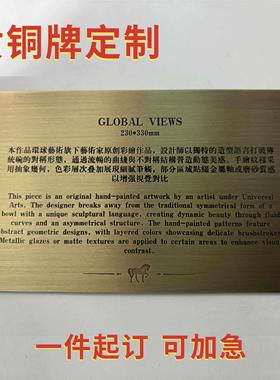 铜牌定制
GLOBAL VIEWS
230*330mm
本作品環球藝術旗下藝術家原創彩繪作品，設計師以獨特的造型語言打破傳
統碗的對稱形態，通過流暢的曲綫與不對稱結構營造動態美感。手繪紋樣采
用抽象幾何，色彩層次叠加展現細膩筆觸，部分區域點綴金屬釉或磨砂質感
以增强視覺對比
This piece is an original hand-painted artwork by an artist under Universal
Arts. The designer breaks away from the traditional symmetrical form of a
bowl with a unique sculptural language, creating dynamic beauty through fluid
curves and an asymmetrical structure. The hand-painted patterns feature
abstract geometric designs, with layered colors showcasing delicate brushstrokes.
Metallic glazes or matte textures are applied to certain areas to enhance visual
contrast.
一件起订 可加急